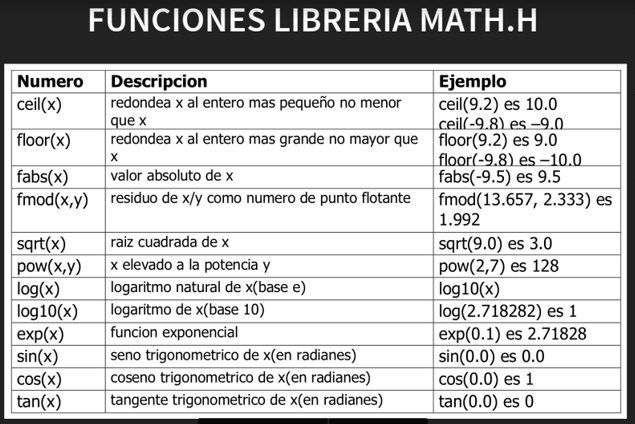 FUNCIONES LIBRERIA MATH.H
Numero Descripcion Ejemplo
ceil(x) redondea x al entero mas pequeño no menor ceil(9.2) es 10.0
que x ceil(-9.8) es –9.0
floor(x) redondea x al entero mas grande no mayor que floor(9.2) es 9.0
x floor(-9.8) es –10.0
fabs(x) valor absoluto de x fabs(-9.5) es 9.5
fmod(x,y) residuo de x/y como numero de punto flotante fmod(13.657, 2.333) es
1.992
sqrt(x) raiz cuadrada de x sqrt(9.0) es 3.0
pow(x,y) x elevado a la potencia y pow(2,7) es 128
log(x) logaritmo natural de x(base e) log10(x)
log10(x) logaritmo de x(base 10) log(2.718282) es 1
exp(x) funcion exponencial exp(0.1) es 2.71828
sin(x) seno trigonometrico de x(en radianes) sin(0.0) es 0.0
cos(x) coseno trigonometrico de x(en radianes) cos(0.0) es 1
tan(x) tangente trigonometrico de x(en radianes) tan(0.0) es 0